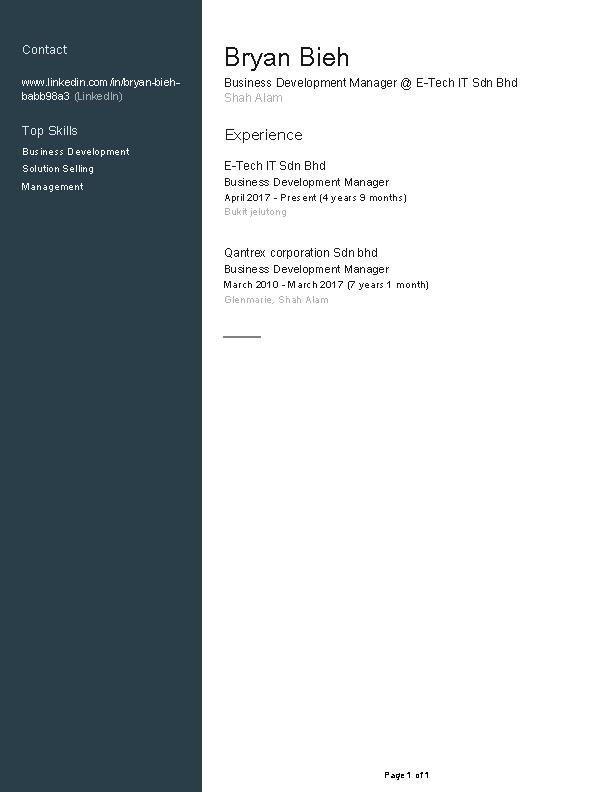 Contact
www.linkedin.com/in/bryan-bieh-
babb98a3 (LinkedIn)
Top Skills
Business Development
Solution Selling
Management
Bryan Bieh
Business Development Manager @ E-Tech IT Sdn Bhd
Shah Alam
Experience
E-Tech IT Sdn Bhd
Business Development Manager
April 2017 - Present (4 years 9 months)
Bukit jelutong
Qantrex corporation Sdn bhd
Business Development Manager
March 2010 - March 2017 (7 years 1 month)
Glenmarie, Shah Alam
Page 1 of 1